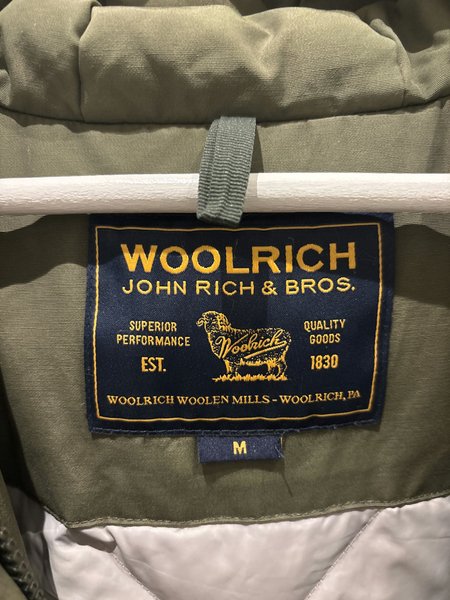 WOOLRICH
JOHN RICH & BROS.
SUPERIOR
PERFORMANCE
EST.
Woolrich
QUALITY
GOODS
1830
WOOLRICH WOOLEN MILLS - WOOLRICH, PA
M